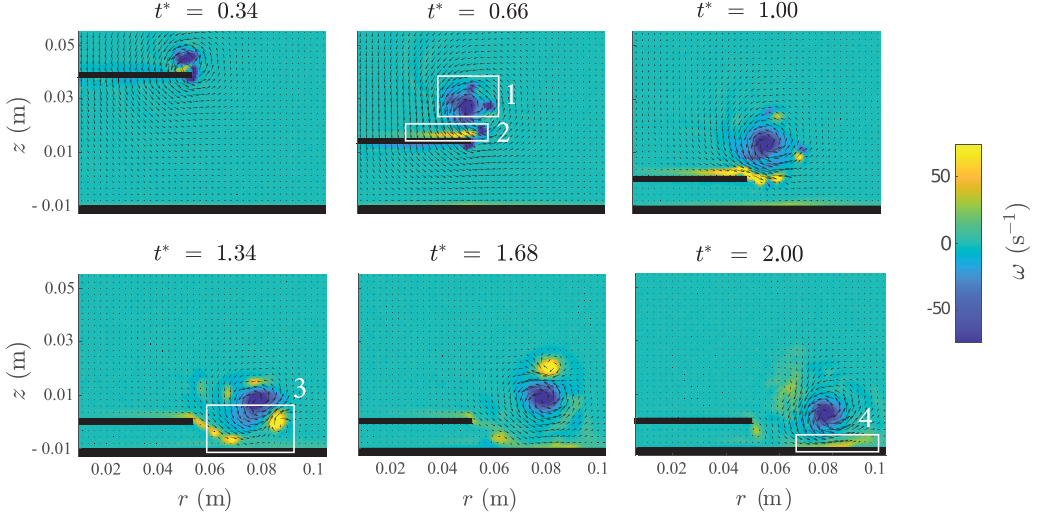 t* = 0.34 t* = 0.66 t* = 1.00
0.05
0.03
0.01
- 0.01
z (m)
1
2
50
0
-50
ω (s⁻¹)
t* = 1.34 t* = 1.68 t* = 2.00
0.05
0.03
0.01
-0.01
z (m)
3
4
0.02 0.04 0.06 0.08 0.1 0.02 0.04 0.06 0.08 0.1 0.02 0.04 0.06 0.08 0.1
r (m) r (m) r (m)